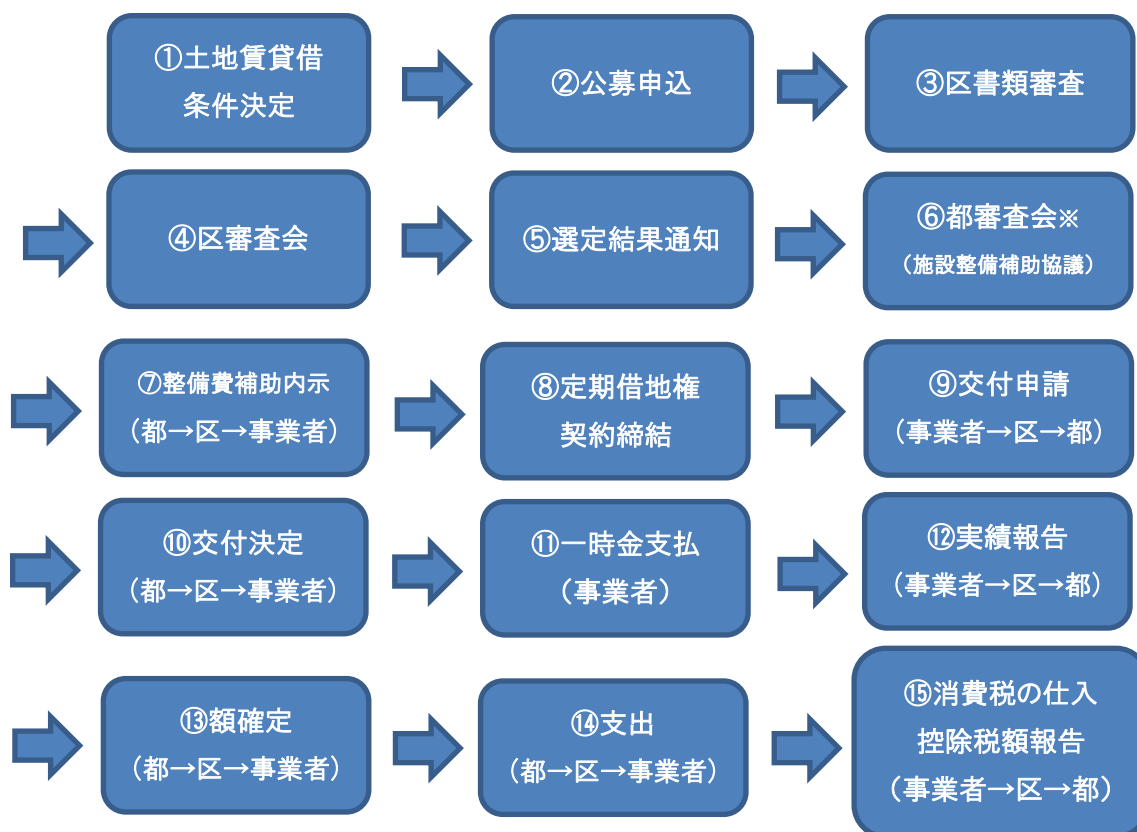 ①土地賃貸借
条件決定
②公募申込
③区書類審査
④区審査会
⑤選定結果通知
⑥都審査会※
（施設整備補助協議）
⑦整備費補助内示
（都→区→事業者）
⑧定期借地権
契約締結
⑨交付申請
（事業者→区→都）
⑩交付決定
（都→区→事業者）
⑪一時金支払
（事業者）
⑫実績報告
（事業者→区→都）
⑬額確定
（都→区→事業者）
⑭支出
（都→区→事業者）
⑮消費税の仕入
控除税額報告
（事業者→区→都）